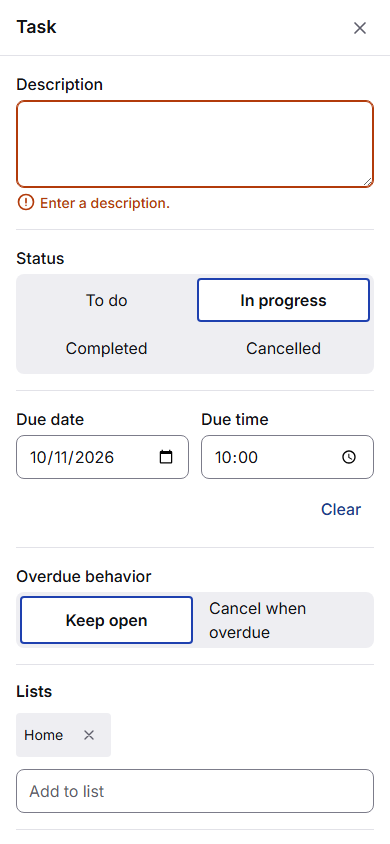 Task
Description
Enter a description.
Status
To do
In progress
Completed
Cancelled
Due date
Due time
10/11/2026
10:00
Clear
Overdue behavior
Keep open
Cancel when
overdue
Lists
Home
Add to list